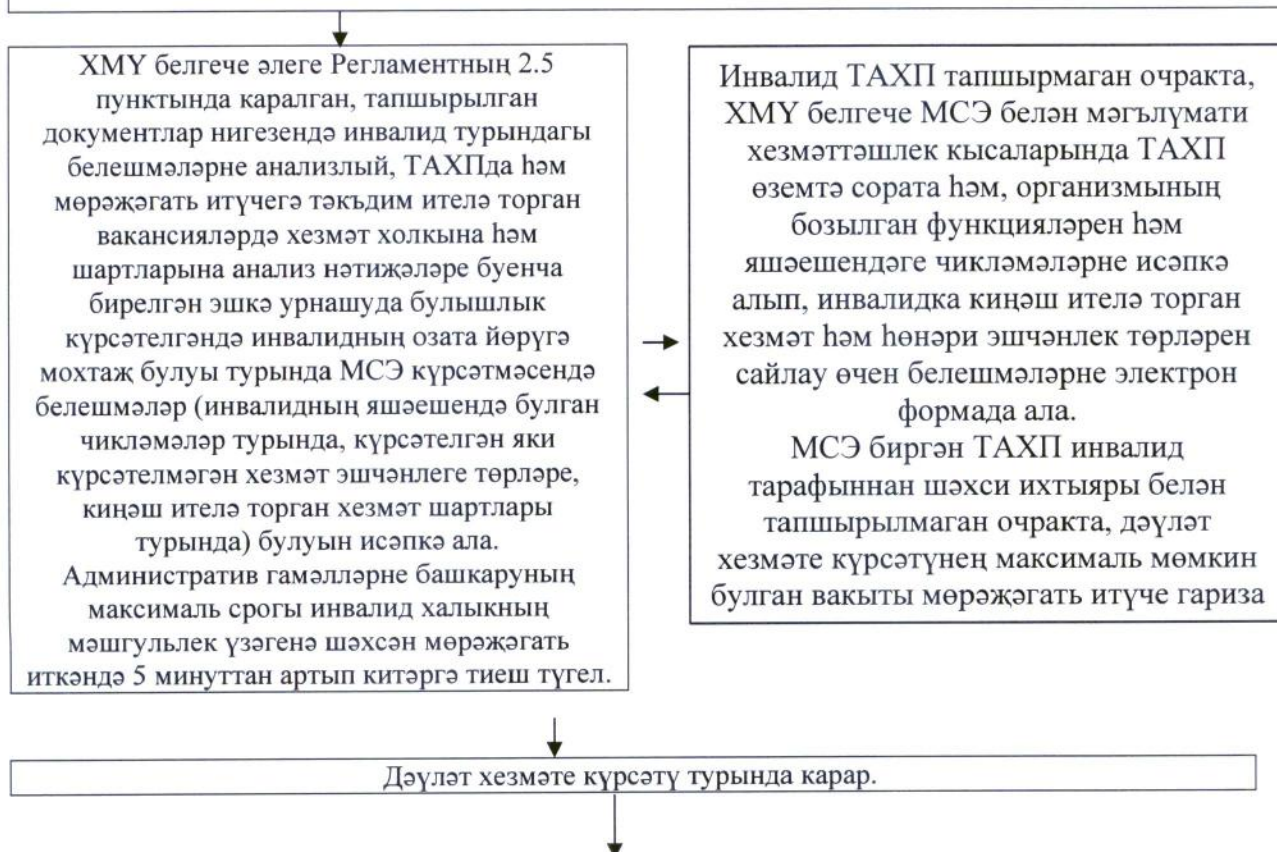 ХМҮ белгече әлеге Регламентның 2.5
пунктында каралган, тапшырылган
документлар нигезендә инвалид турындагы
белешмәләрне анализлый, ТАХПда һәм
мөрәҗәгать итүчегә тәкъдим ителә торган
вакансияләрдә хезмәт холкына һәм
шартларына анализ нәтиҗәләре буенча
бирелгән эшкә урнашуда булышлык
күрсәтелгәндә инвалидның озата йөрүгә
мохтаҗ булуы турында МСЭ күрсәтмәсендә
белешмәләр (инвалидның яшәешендә булган
чикләмәләр турында, күрсәтелгән яки
күрсәтелмәгән хезмәт эшчәнлеге төрләре,
киңәш ителә торган хезмәт шартлары
турында) булуын исәпкә ала.
Административ гамәлләрне башкаруның
максималь срогы инвалид халыкның
мәшгульлек үзәгенә шәхсән мөрәҗәгать
иткәндә 5 минуттан артып китәргә тиеш түгел.
Инвалид ТАХП тапшырмаган очракта,
ХМҮ белгече МСЭ белән мәгълүмати
хезмәттәшлек кысаларында ТАХП
өземтә сората һәм, организмының
бозылган функцияләрен һәм
яшәешендәге чикләмәләрне исәпкә
алып, инвалидка киңәш ителә торган
хезмәт һәм һөнәри эшчәнлек төрләрен
сайлау өчен белешмәләрне электрон
формада ала.
МСЭ биргән ТАХП инвалид
тарафыннан шәхси ихтыяры белән
тапшырылмаган очракта, дәүләт
хезмәте күрсәтүнең максималь мөмкин
булган вакыты мөрәҗәгать итүче гариза
Дәүләт хезмәте күрсәтү турында карар.